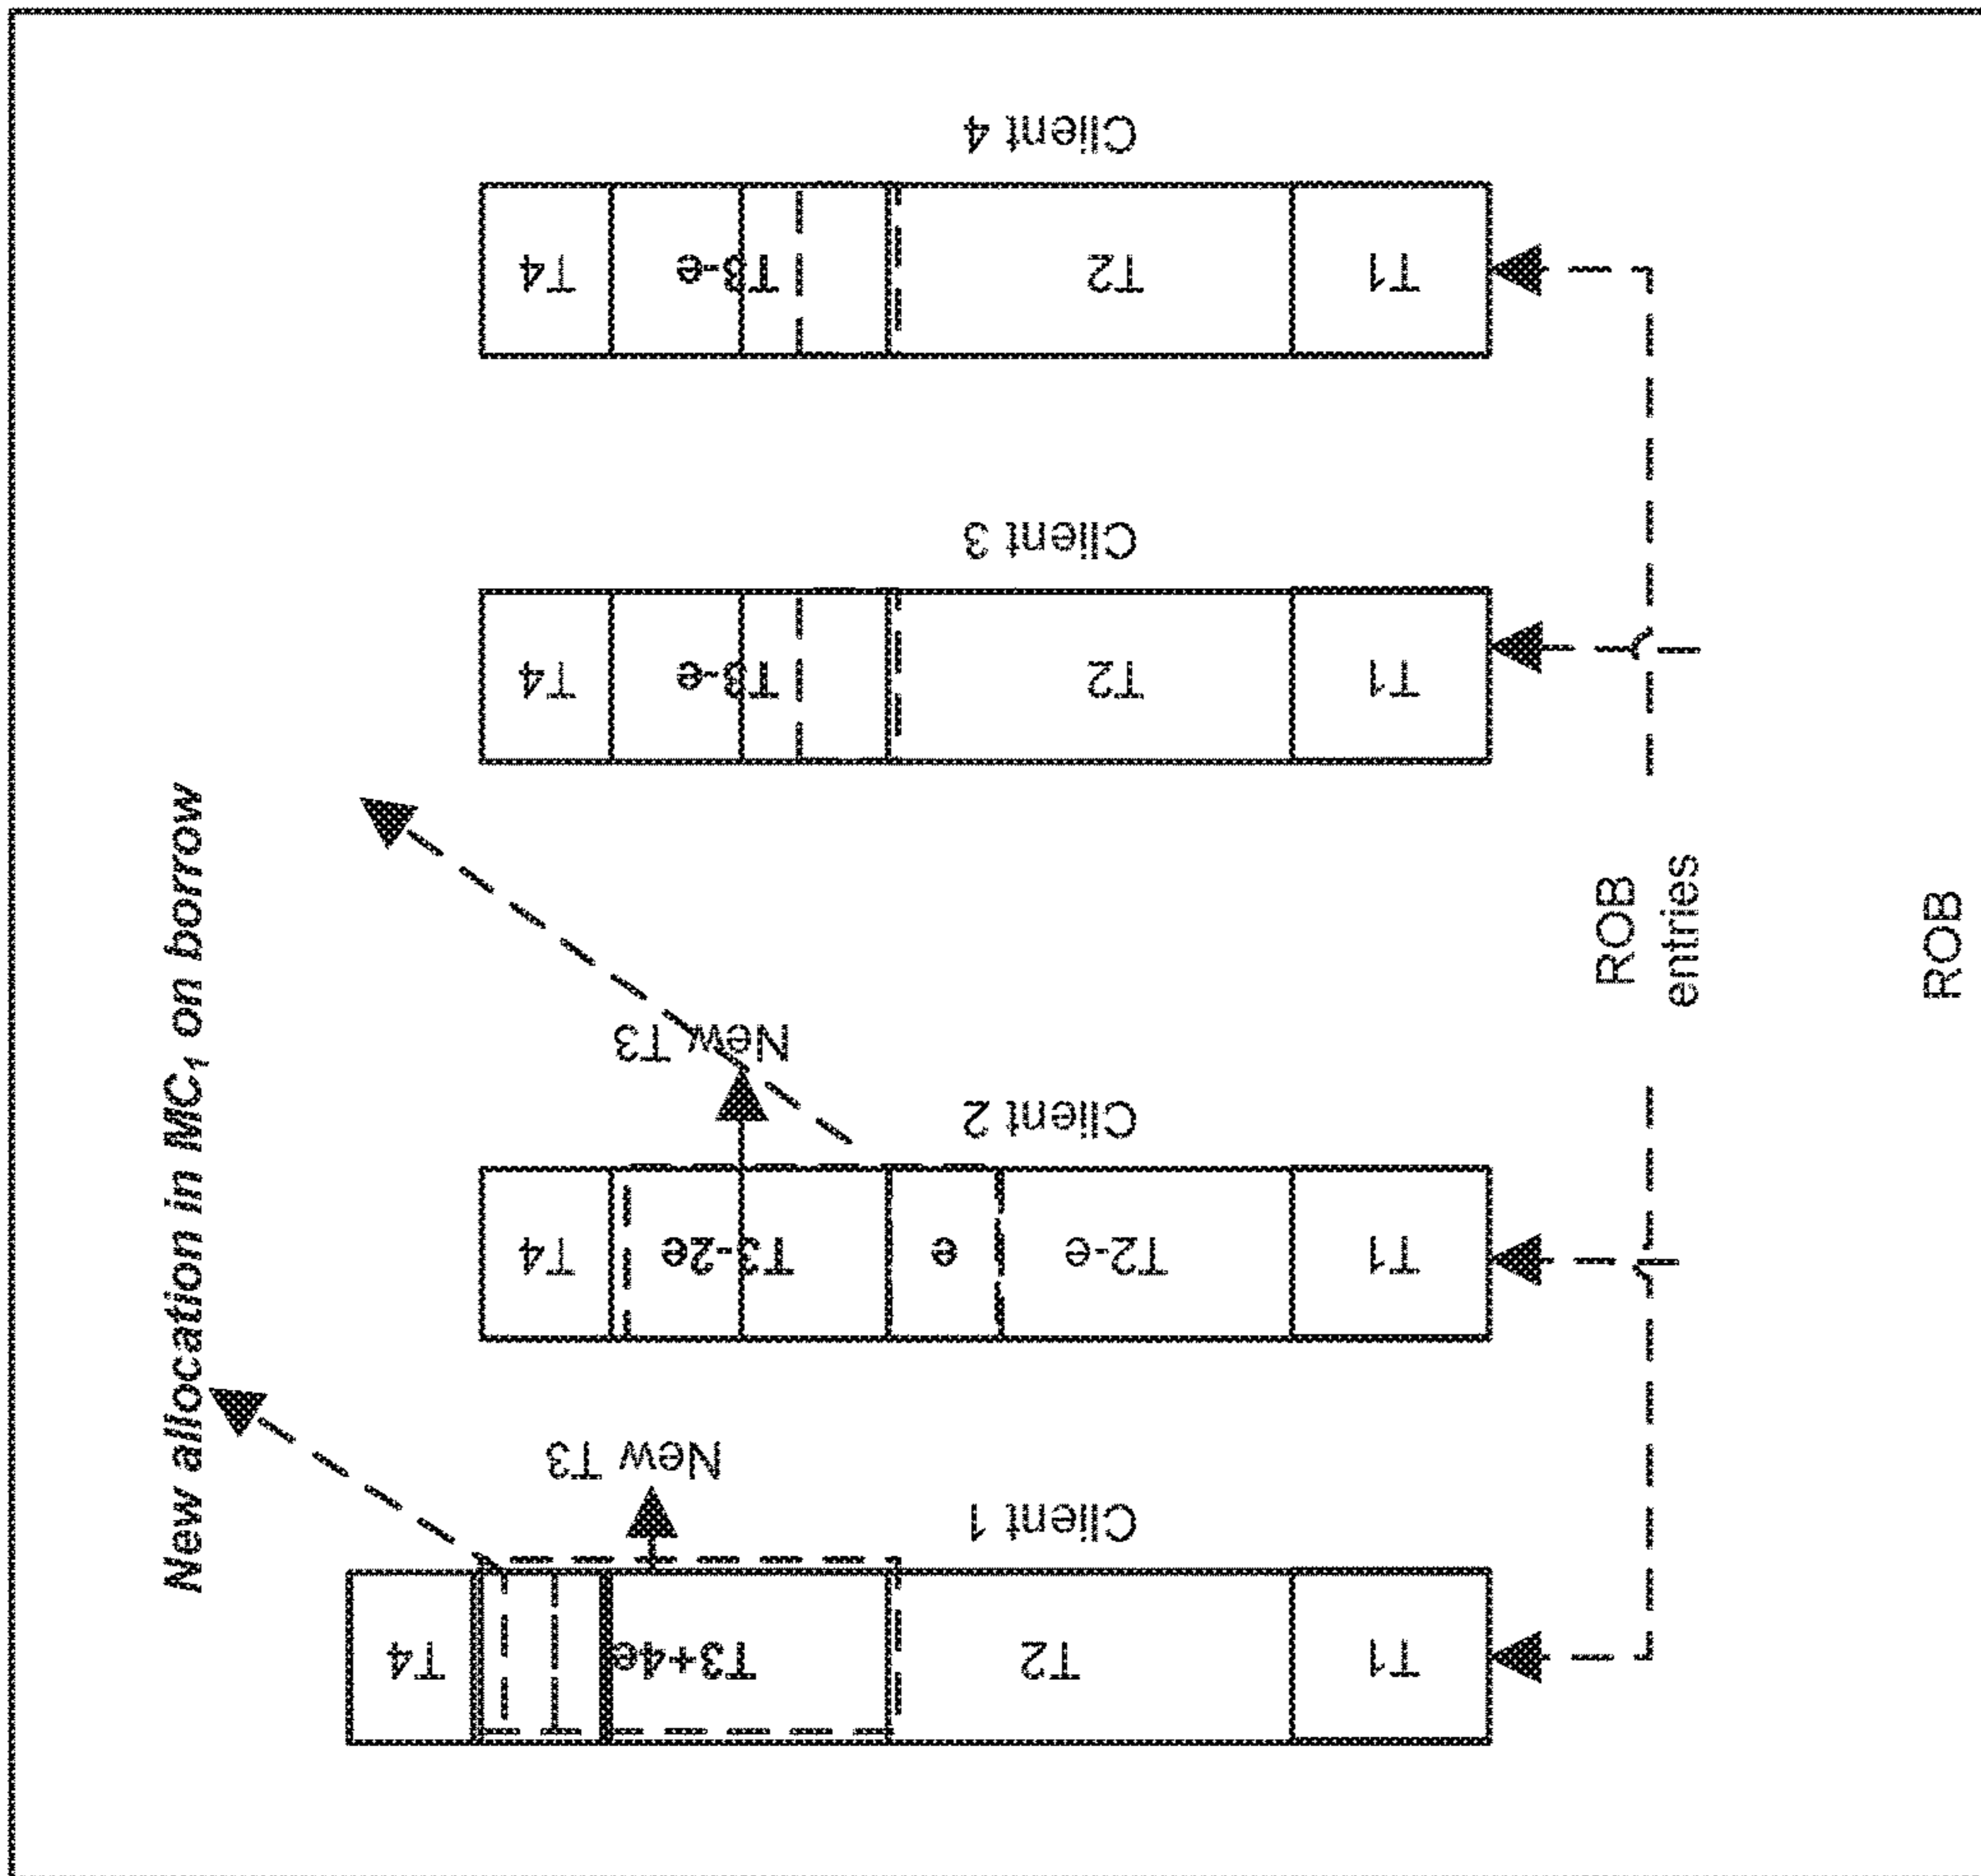 New allocation in MC₁ on borrow
T4
T3+4e
T2
T1
Client 1
New T3
T4
T3-2e
e
T2-e
T1
Client 2
New T3
T4
T3-e
T2
T1
Client 3
T4
T3-e
T2
T1
Client 4
ROB
entries
ROB